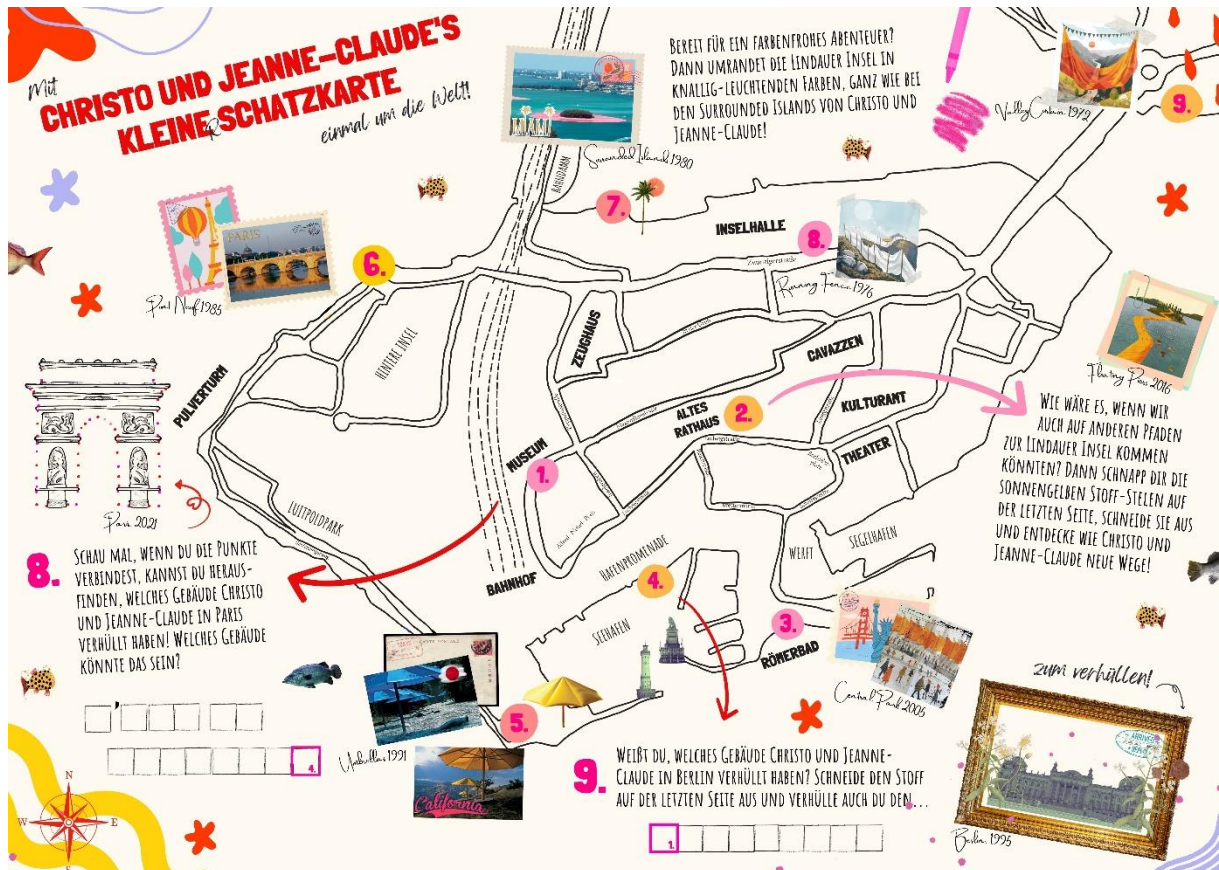 Mit
CHRISTO UND JEANNE-CLAUDE'S
KLEINE SCHATZKARTE
einmal um die Welt!
BEREIT FÜR EIN FARBENFROHES ABENTEUER?
DANN UMRANDET DIE LINDAUER INSEL IN
KNALLIG-LEUCHTENDEN FARBEN, GANZ WIE BEI
DEN SURROUNDED ISLANDS VON CHRISTO UND
JEANNE-CLAUDE!
Surrounded Islands 1980
Valley Curtain 1972
9.
BAHNDAMM
7.
INSELHALLE
8.
Running Fence 1976
PARIS
Pont Neuf 1985
6.
HINTERE INSEL
ZEUGHAUS
CAVAZZEN
Floating Piers 2016
PULVERTURM
ALTES
RATHAUS
2.
KULTURAMT
THEATER
MUSEUM
1.
WIE WÄRE ES, WENN WIR
AUCH AUF ANDEREN PFADEN
ZUR LINDAUER INSEL KOMMEN
KÖNNTEN? DANN SCHNAPP DIR DIE
SONNENGELBEN STOFF-STELEN AUF
DER LETZTEN SEITE, SCHNEIDE SIE AUS
UND ENTDECKE WIE CHRISTO UND
JEANNE-CLAUDE NEUE WEGE!
Paris 2021
LUITPOLDPARK
BAHNHOF
HAFENPROMENADE
4.
WERFT
SEGELHAFEN
SEEHAFEN
3.
RÖMERBAD
Central Park 2005
8.
SCHAU MAL, WENN DU DIE PUNKTE
VERBINDEST, KANNST DU HERAUS-
FINDEN, WELCHES GEBÄUDE CHRISTO
UND JEANNE-CLAUDE IN PARIS
VERHÜLLT HABEN! WELCHES GEBÄUDE
KÖNNTE DAS SEIN?
'
4.
Umbrellas 1991
California
5.
9.
WEIßT DU, WELCHES GEBÄUDE CHRISTO UND JEANNE-
CLAUDE IN BERLIN VERHÜLLT HABEN? SCHNEIDE DEN STOFF
AUF DER LETZTEN SEITE AUS UND VERHÜLLE AUCH DU DEN...
1.
zum verhüllen!
Berlin 1995
N
W
E
S